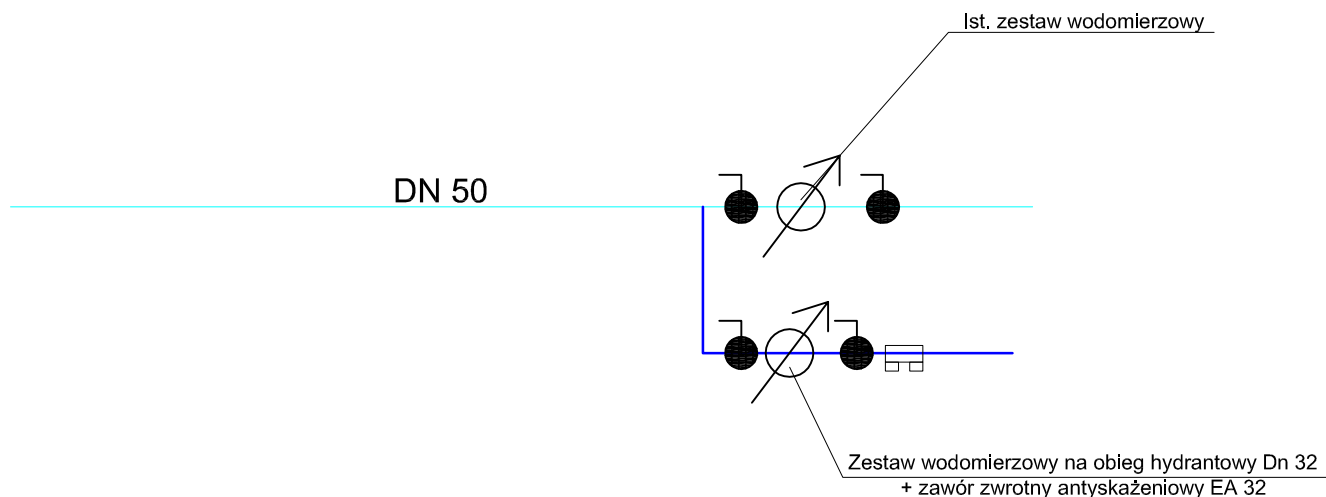 Ist. zestaw wodomierzowy
DN 50
Zestaw wodomierzowy na obieg hydrantowy Dn 32
+ zawór zwrotny antyskażeniowy EA 32